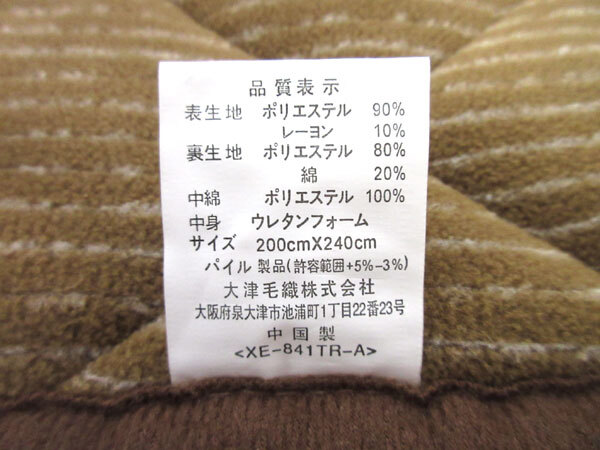 品質表示
表生地 ポリエステル 90%
レーヨン 10%
裏生地 ポリエステル 80%
綿 20%
中綿 ポリエステル 100%
中身 ウレタンフォーム
サイズ 200cmX240cm
パイル製品(許容範囲+5%-3%)
大津毛織株式会社
大阪府泉大津市池浦町1丁目22番23号
中国製
<XE-841TR-A>